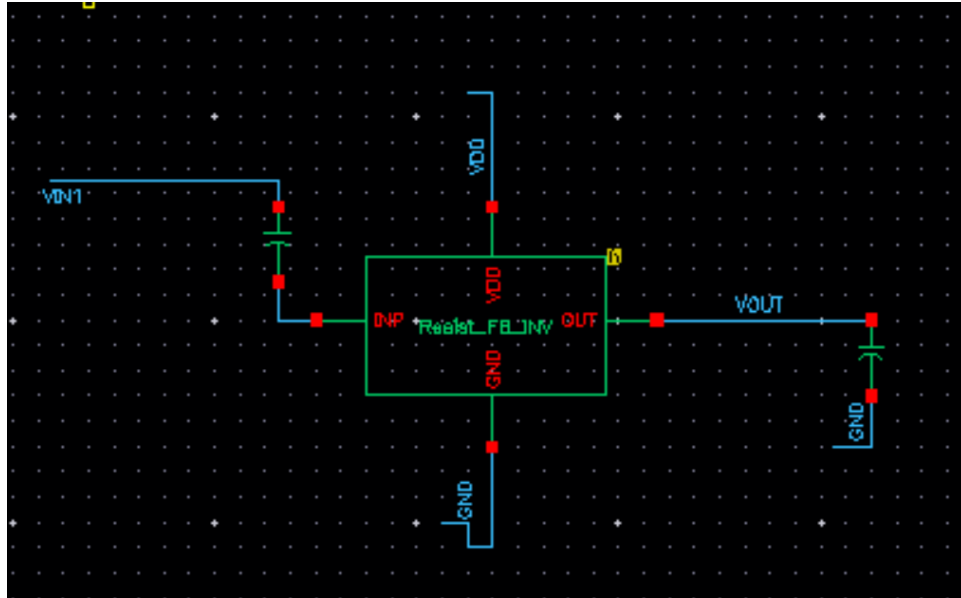 VDD
VIN1
VDD
INP
Resist_FB_INV
OUT
VOUT
GND
GND
GND